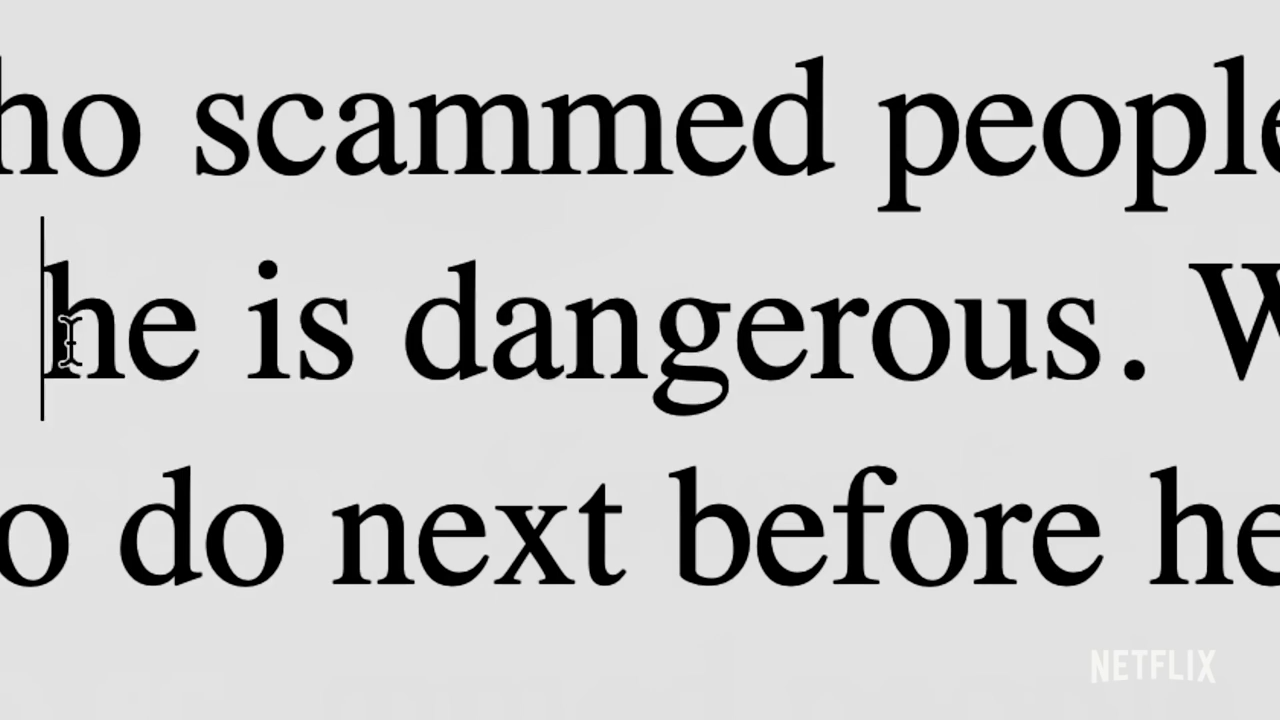 ho scammed people
he is dangerous. W
o do next before he
NETFLIX